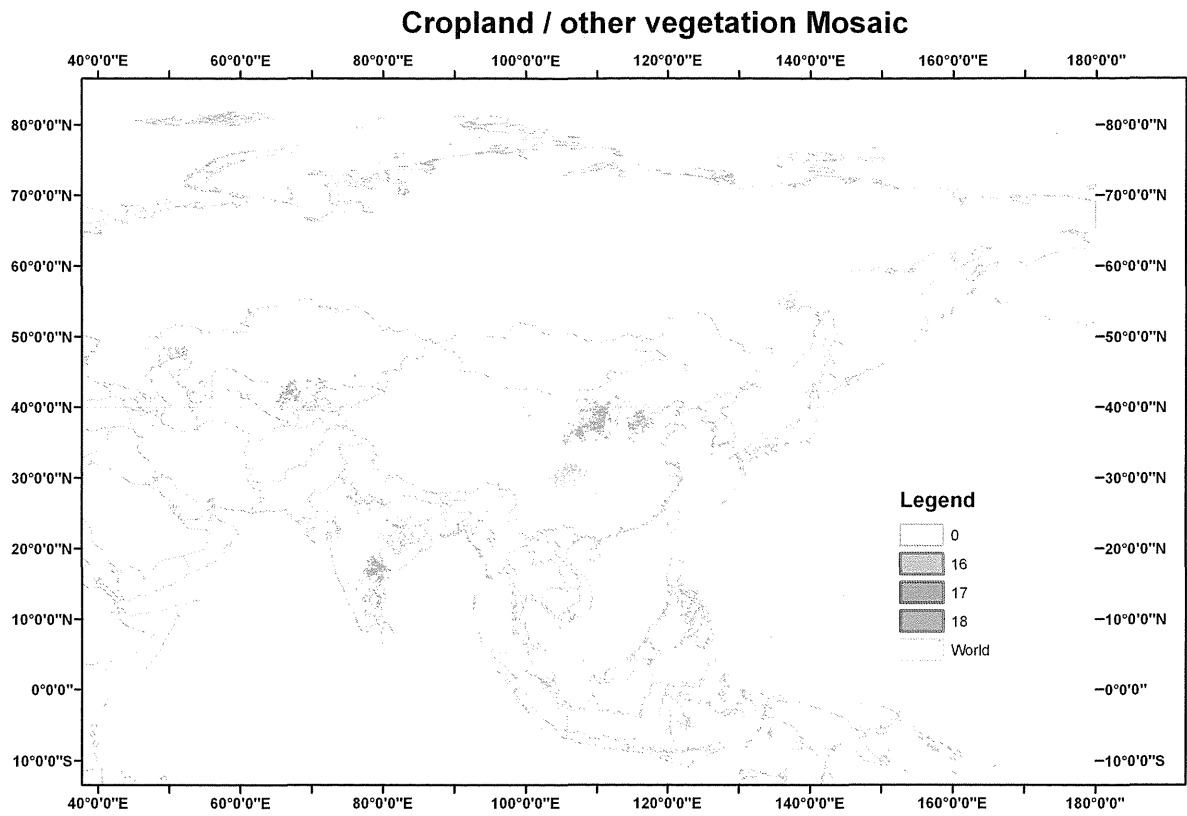 Cropland / other vegetation Mosaic
40°0'0"E 60°0'0"E 80°0'0"E 100°0'0"E 120°0'0"E 140°0'0"E 160°0'0"E 180°0'0"
80°0'0"N 80°0'0"N
70°0'0"N 70°0'0"N
60°0'0"N 60°0'0"N
50°0'0"N 50°0'0"N
40°0'0"N 40°0'0"N
30°0'0"N 30°0'0"N
Legend
0
20°0'0"N 20°0'0"N
16
17
10°0'0"N 10°0'0"N
18
World
0°0'0" 0°0'0"
10°0'0"S 10°0'0"S
40°0'0"E 60°0'0"E 80°0'0"E 100°0'0"E 120°0'0"E 140°0'0"E 160°0'0"E 180°0'0"